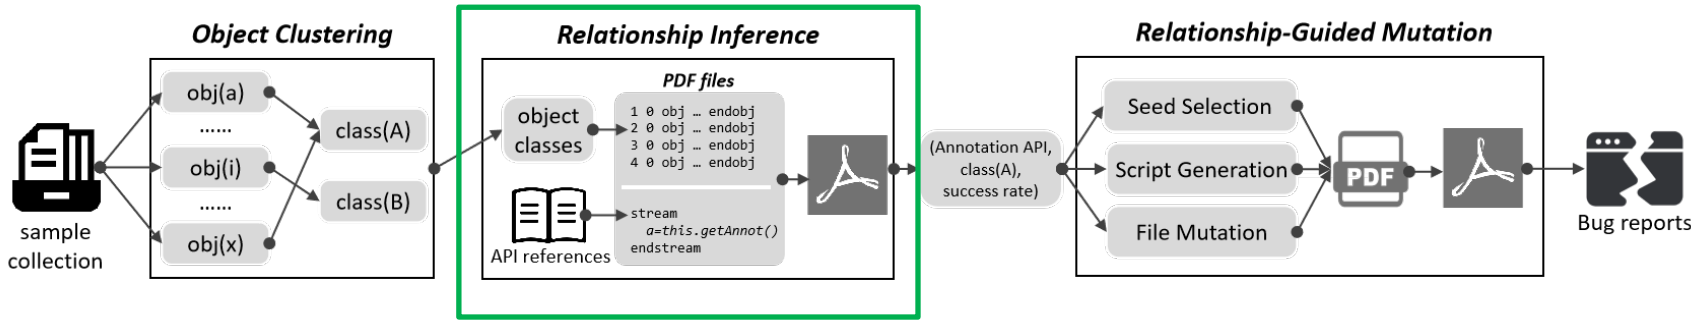 Object Clustering
sample
collection
obj(a)
......
obj(i)
......
obj(x)
class(A)
class(B)
Relationship Inference
object
classes
API references
PDF files
1 0 obj … endobj
2 0 obj … endobj
3 0 obj … endobj
4 0 obj … endobj
stream
a=this.getAnnot()
endstream
(Annotation API,
class(A),
success rate)
Relationship-Guided Mutation
Seed Selection
Script Generation
File Mutation
PDF
Bug reports